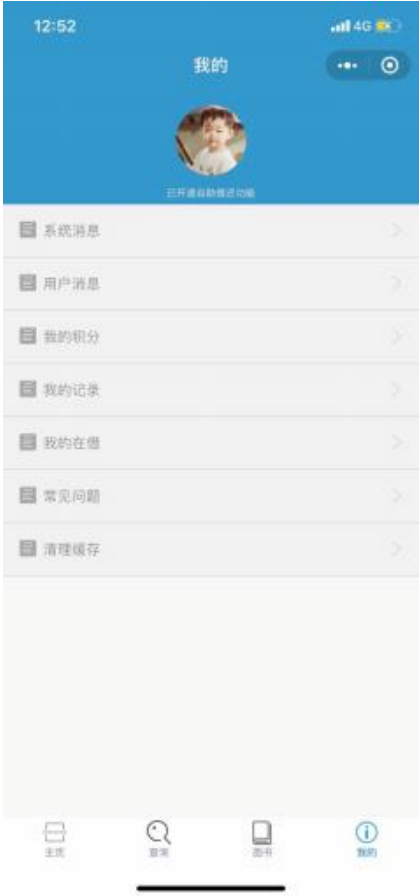 12:52
4G
我的
已开通自助借还功能
系统消息
用户消息
我的积分
我的记录
我的在借
常见问题
清理缓存
主页
查询
图书
我的